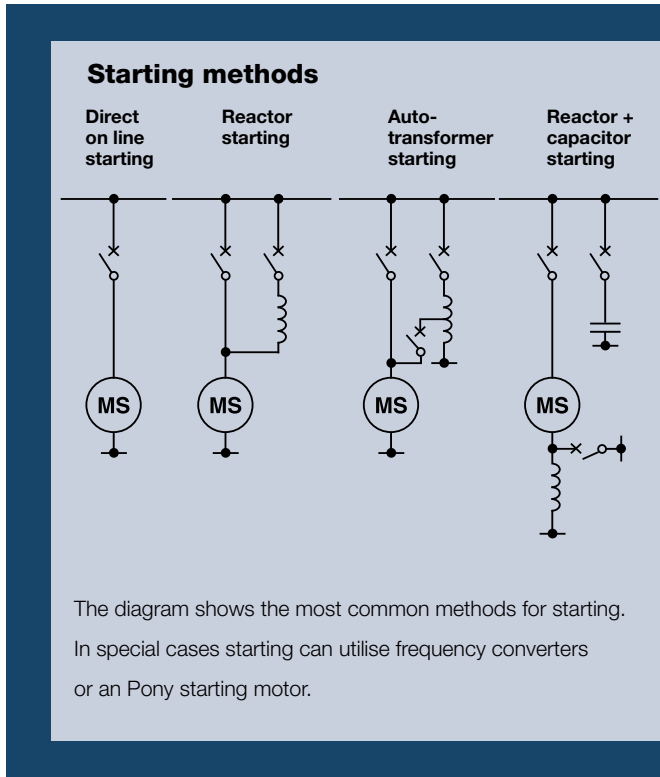 Starting methods
Direct
on line
starting
Reactor
starting
Auto-
transformer
starting
Reactor +
capacitor
starting
MS
MS
MS
MS
The diagram shows the most common methods for starting.
In special cases starting can utilise frequency converters
or an Pony starting motor.